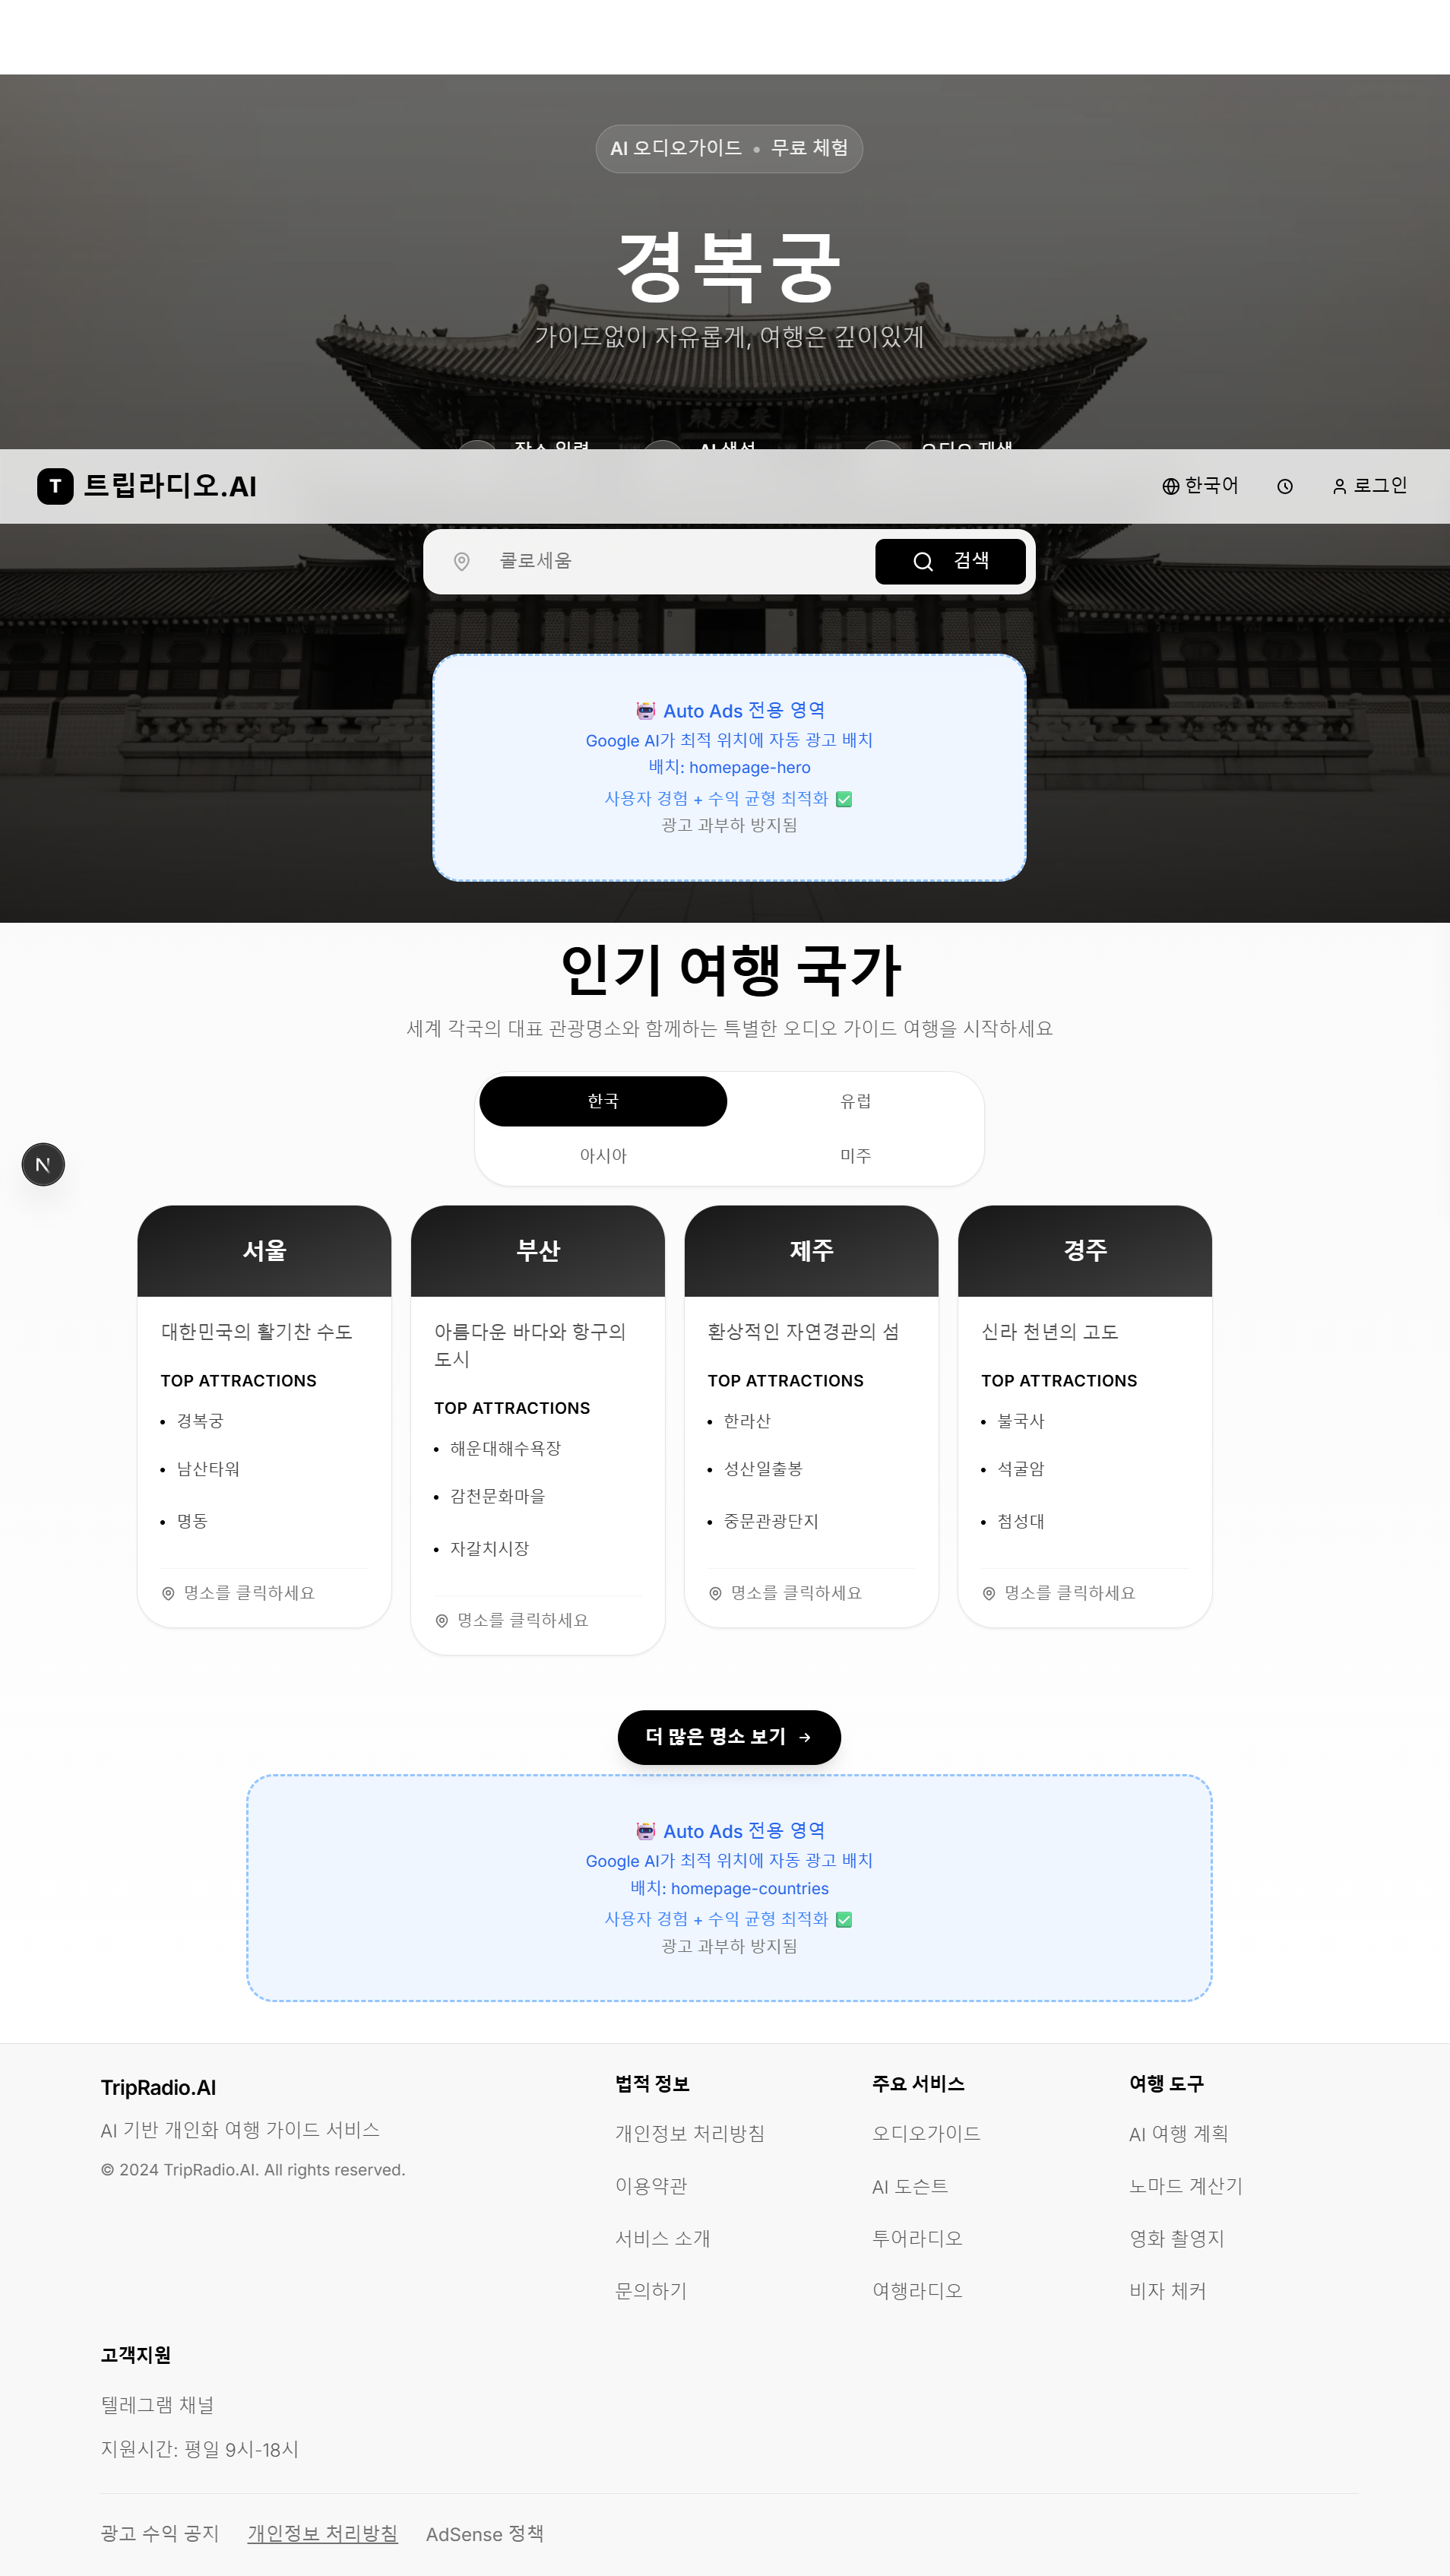 AI 오디오가이드 • 무료 체험
경복궁
가이드없이 자유롭게, 여행은 깊이있게
장소 입력 AI 생성 오디오 재생
T 트립라디오.AI 한국어 로그인
콜로세움 검색
Auto Ads 전용 영역
Google AI가 최적 위치에 자동 광고 배치
배치: homepage-hero
사용자 경험 + 수익 균형 최적화 ✅
광고 과부하 방지됨
인기 여행 국가
세계 각국의 대표 관광명소와 함께하는 특별한 오디오 가이드 여행을 시작하세요
한국 유럽
아시아 미주
N
서울
대한민국의 활기찬 수도
TOP ATTRACTIONS
• 경복궁
• 남산타워
• 명동
명소를 클릭하세요
부산
아름다운 바다와 항구의
도시
TOP ATTRACTIONS
• 해운대해수욕장
• 감천문화마을
• 자갈치시장
명소를 클릭하세요
제주
환상적인 자연경관의 섬
TOP ATTRACTIONS
• 한라산
• 성산일출봉
• 중문관광단지
명소를 클릭하세요
경주
신라 천년의 고도
TOP ATTRACTIONS
• 불국사
• 석굴암
• 첨성대
명소를 클릭하세요
더 많은 명소 보기 →
Auto Ads 전용 영역
Google AI가 최적 위치에 자동 광고 배치
배치: homepage-countries
사용자 경험 + 수익 균형 최적화 ✅
광고 과부하 방지됨
TripRadio.AI
AI 기반 개인화 여행 가이드 서비스
© 2024 TripRadio.AI. All rights reserved.
법적 정보
개인정보 처리방침
이용약관
서비스 소개
문의하기
주요 서비스
오디오가이드
AI 도슨트
투어라디오
여행라디오
여행 도구
AI 여행 계획
노마드 계산기
영화 촬영지
비자 체커
고객지원
텔레그램 채널
지원시간: 평일 9시-18시
광고 수익 공지 개인정보 처리방침 AdSense 정책